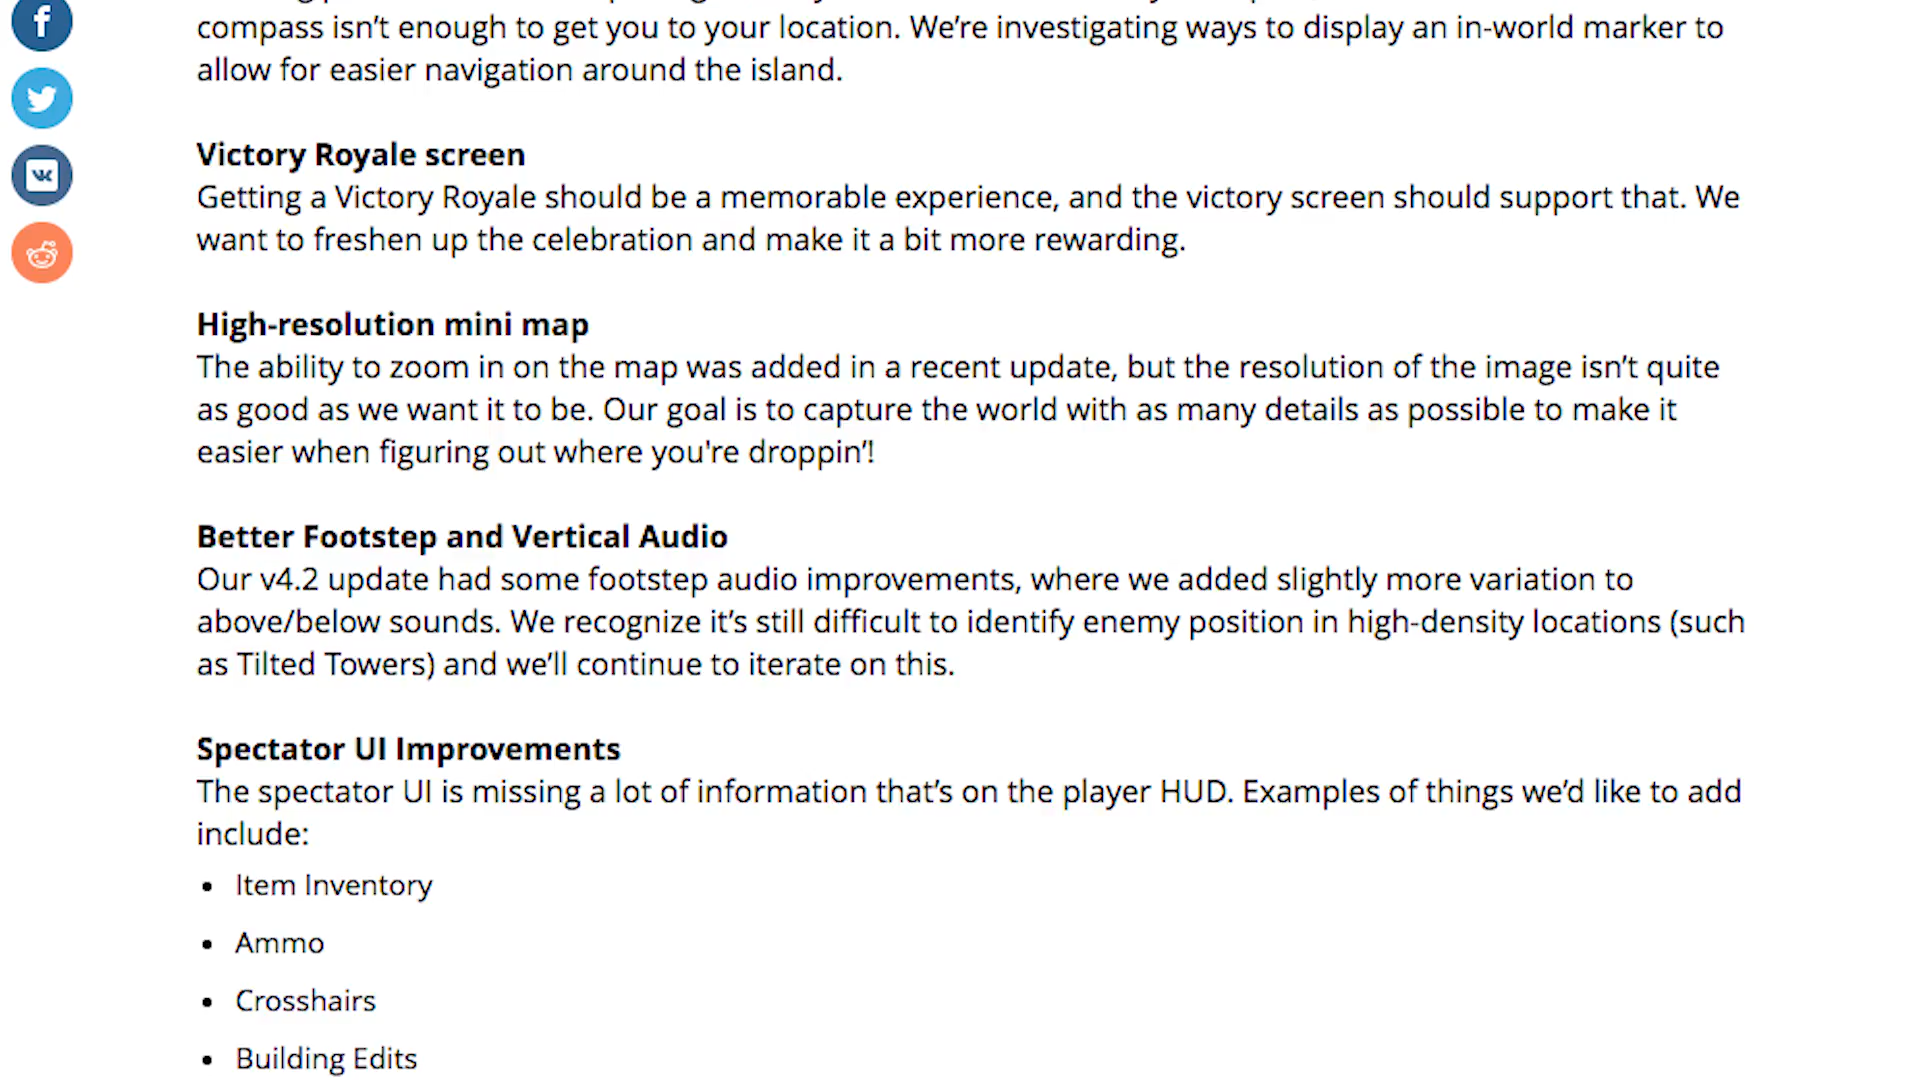 compass isn’t enough to get you to your location. We’re investigating ways to display an in-world marker to
allow for easier navigation around the island.
Victory Royale screen
Getting a Victory Royale should be a memorable experience, and the victory screen should support that. We
want to freshen up the celebration and make it a bit more rewarding.
High-resolution mini map
The ability to zoom in on the map was added in a recent update, but the resolution of the image isn’t quite
as good as we want it to be. Our goal is to capture the world with as many details as possible to make it
easier when figuring out where you're droppin’!
Better Footstep and Vertical Audio
Our v4.2 update had some footstep audio improvements, where we added slightly more variation to
above/below sounds. We recognize it’s still difficult to identify enemy position in high-density locations (such
as Tilted Towers) and we’ll continue to iterate on this.
Spectator UI Improvements
The spectator UI is missing a lot of information that’s on the player HUD. Examples of things we’d like to add
include:
• Item Inventory
• Ammo
• Crosshairs
• Building Edits